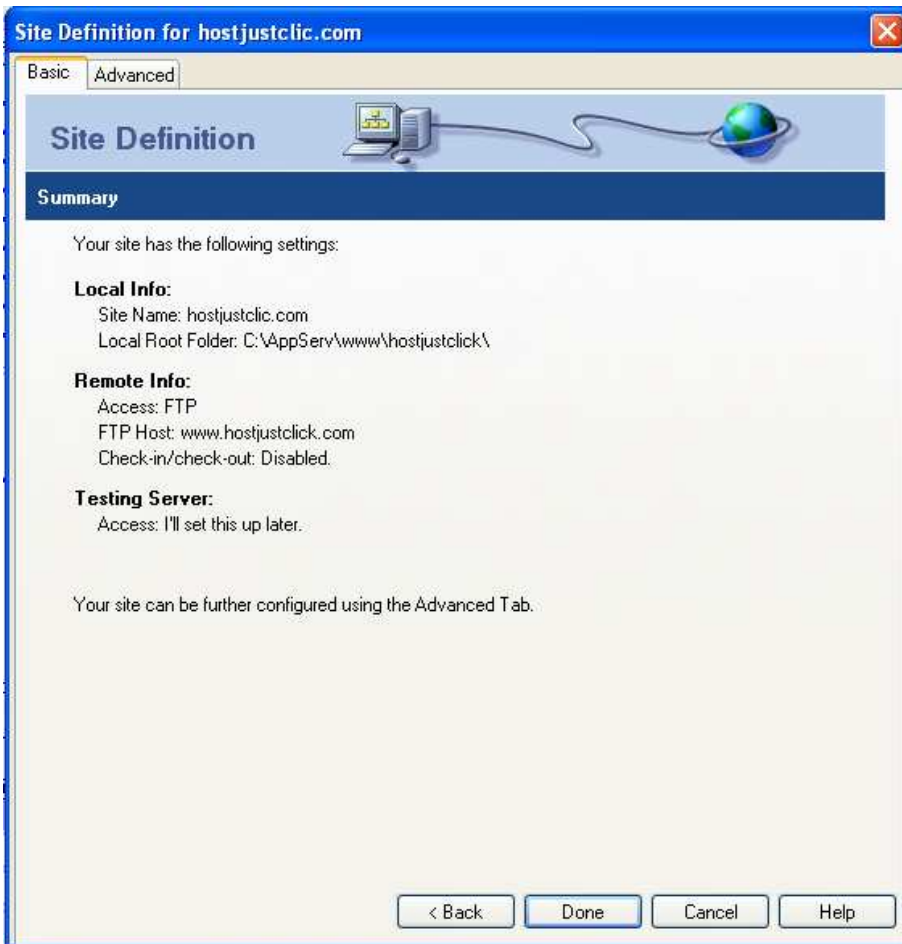 Site Definition for hostjustclic.com
Basic Advanced
Site Definition
Summary
Your site has the following settings:
Local Info:
Site Name: hostjustclic.com
Local Root Folder: C:\AppServ\www\hostjustclick\
Remote Info:
Access: FTP
FTP Host: www.hostjustclick.com
Check-in/check-out: Disabled.
Testing Server:
Access: I'll set this up later.
Your site can be further configured using the Advanced Tab.
< Back Done Cancel Help